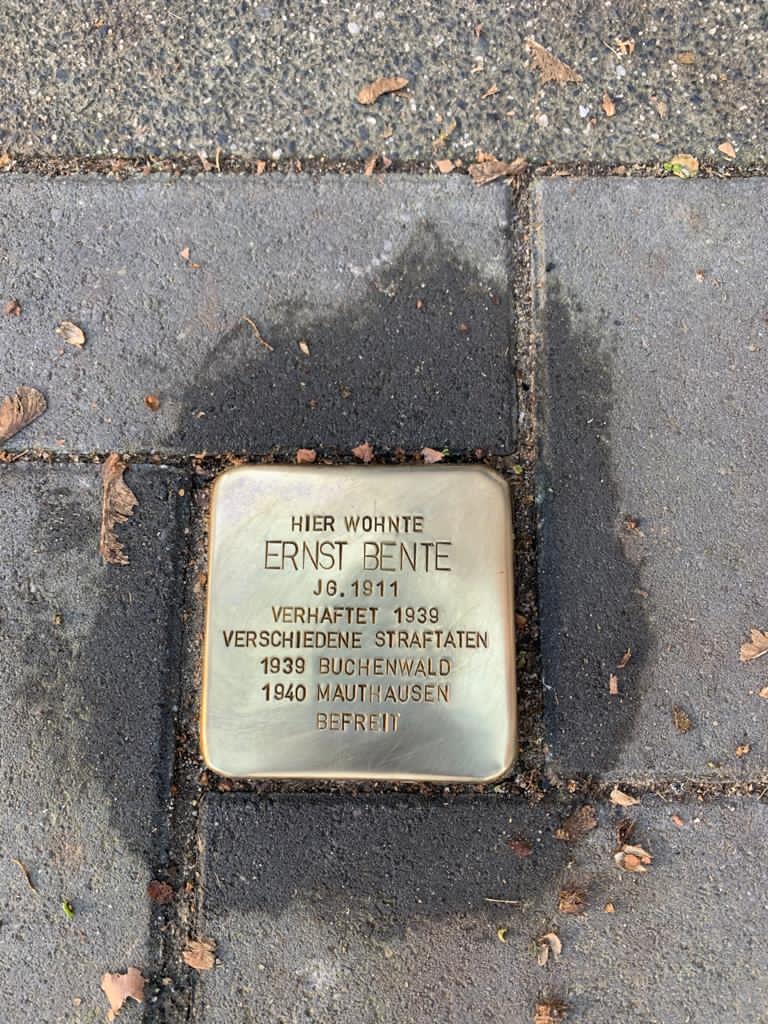 HIER WOHNTE
ERNST BENTE
JG. 1911
VERHAFTET 1939
VERSCHIEDENE STRAFTATEN
1939 BUCHENWALD
1940 MAUTHAUSEN
BEFREIT